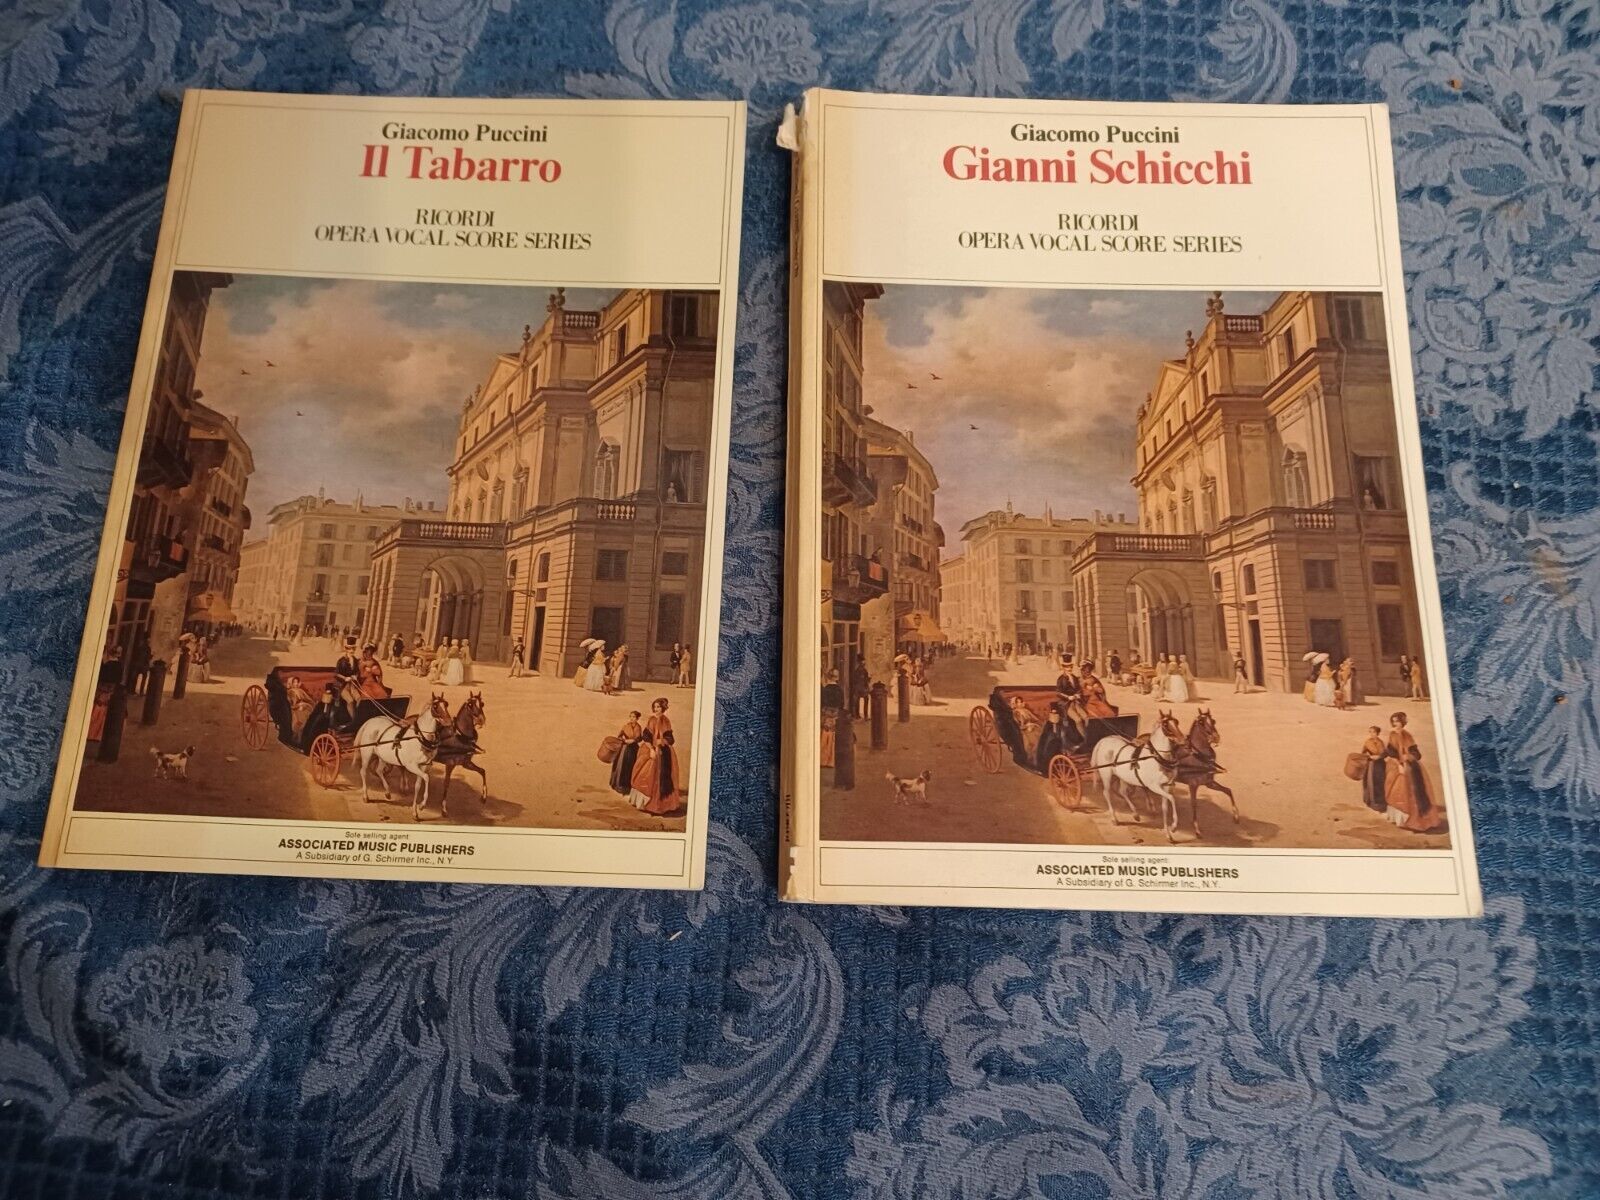 Giacomo Puccini
Il Tabarro
RICORDI
OPERA VOCAL SCORE SERIES
Sole selling agent:
ASSOCIATED MUSIC PUBLISHERS
A Subsidiary of G. Schirmer Inc., N.Y.
Giacomo Puccini
Gianni Schicchi
RICORDI
OPERA VOCAL SCORE SERIES
Sole selling agent:
ASSOCIATED MUSIC PUBLISHERS
A Subsidiary of G. Schirmer Inc., N.Y.